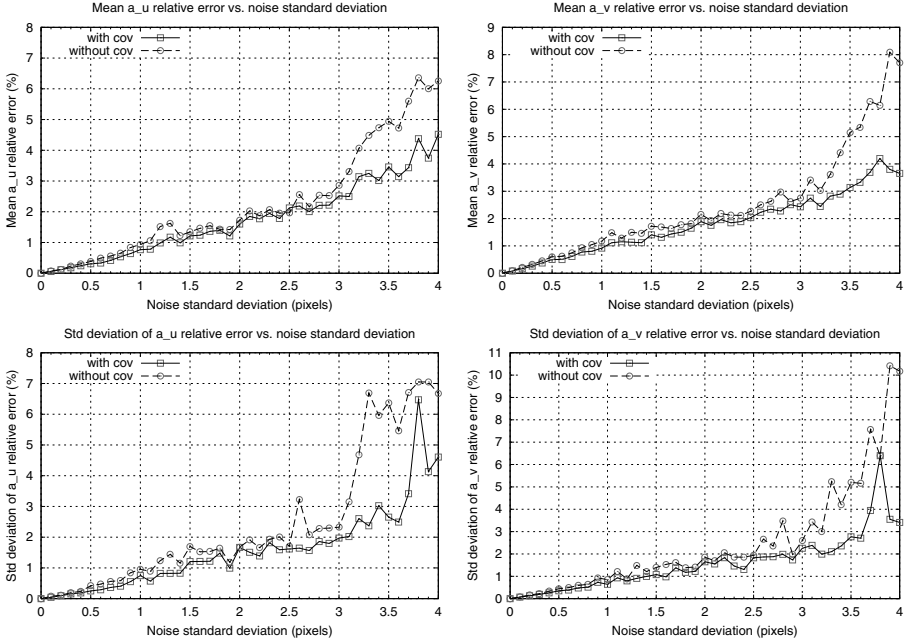 Mean a_u relative error vs. noise standard deviation
8
7
6
5
4
3
2
1
0
Mean a_u relative error (%)
with cov
without cov
0 0.5 1 1.5 2 2.5 3 3.5 4
Noise standard deviation (pixels)
Mean a_v relative error vs. noise standard deviation
9
8
7
6
5
4
3
2
1
0
Mean a_v relative error (%)
with cov
without cov
0 0.5 1 1.5 2 2.5 3 3.5 4
Noise standard deviation (pixels)
Std deviation of a_u relative error vs. noise standard deviation
8
7
6
5
4
3
2
1
0
Std deviation of a_u relative error (%)
with cov
without cov
0 0.5 1 1.5 2 2.5 3 3.5 4
Noise standard deviation (pixels)
Std deviation of a_v relative error vs. noise standard deviation
11
10
9
8
7
6
5
4
3
2
1
0
Std deviation of a_v relative error (%)
with cov
without cov
0 0.5 1 1.5 2 2.5 3 3.5 4
Noise standard deviation (pixels)